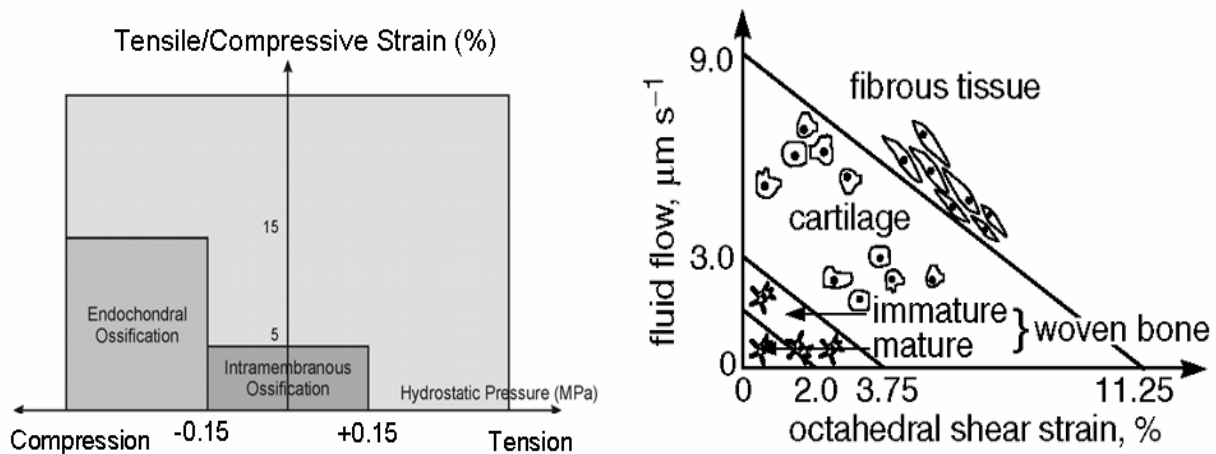 Tensile/Compressive Strain (%)
15
5
Endochondral
Ossification
Intramembranous
Ossification
Hydrostatic Pressure (MPa)
Compression
-0.15
+0.15
Tension
9.0
3.0
0
fluid flow, μm s⁻¹
fibrous tissue
cartilage
immature
mature
} woven bone
0
2.0
3.75
11.25
octahedral shear strain, %